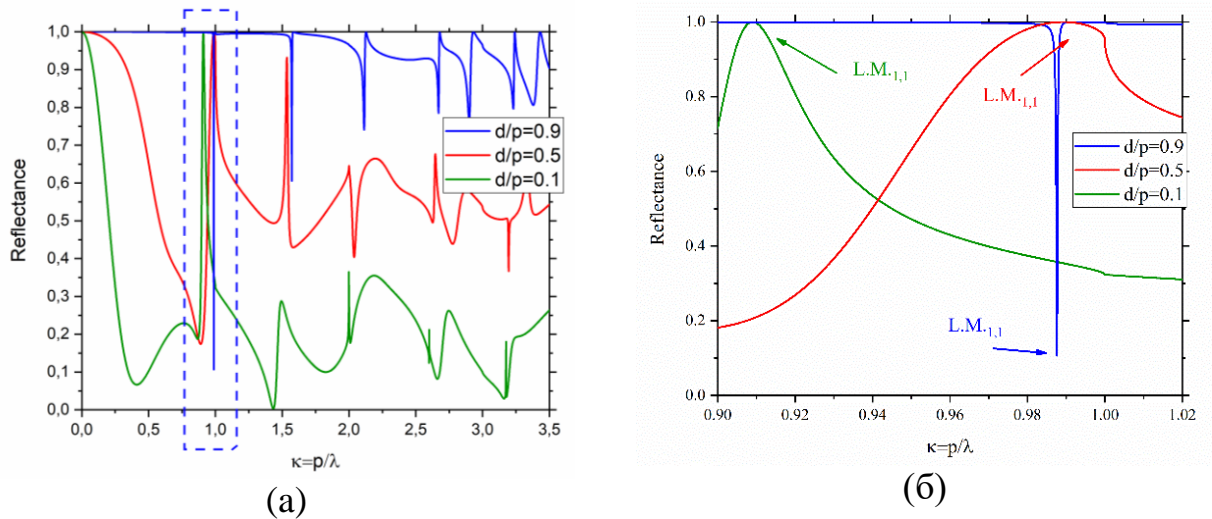 1,0
0,9
0,8
0,7
0,6
0,5
0,4
0,3
0,2
0,1
0,0
Reflectance
d/p=0.9
d/p=0.5
d/p=0.1
0,0 0,5 1,0 1,5 2,0 2,5 3,0 3,5
κ=p/λ
(а)
1.0
0.8
0.6
0.4
0.2
0.0
Reflectance
L.M.1,1
L.M.1,1
d/p=0.9
d/p=0.5
d/p=0.1
L.M.1,1
0.90 0.92 0.94 0.96 0.98 1.00 1.02
κ=p/λ
(б)